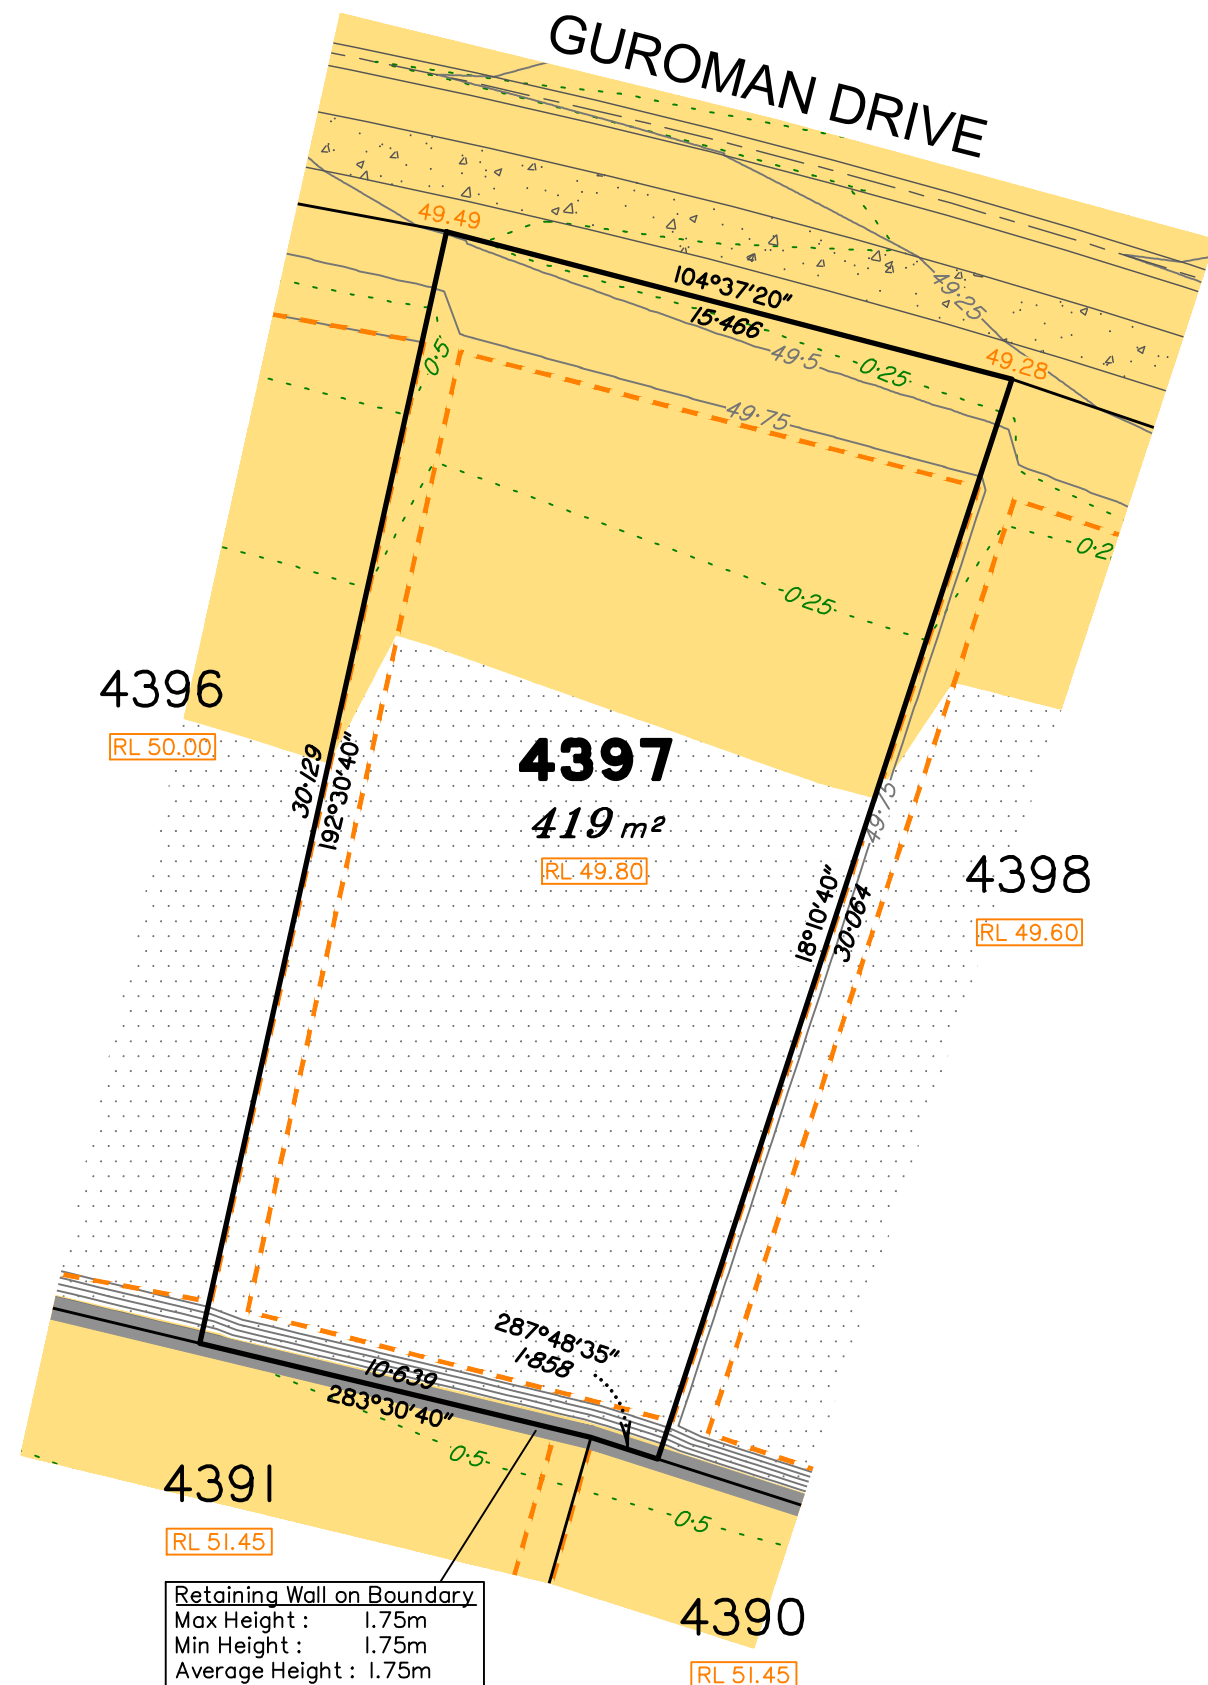 GUROMAN DRIVE
49.49
104°37'20"
15·466
49·25
49·5
0·25
49.28
0·5
49·75
0·2
0·25
4396
RL 50.00
30·129
192°30'40"
4397
419 m²
RL 49.80
49·75
18°10'40"
30·064
4398
RL 49.60
287°48'35"
1·858
10·639
283°30'40"
0·5
0·5
4391
RL 51.45
Retaining Wall on Boundary
Max Height : 1.75m
Min Height : 1.75m
Average Height : 1.75m
4390
RL 51.45